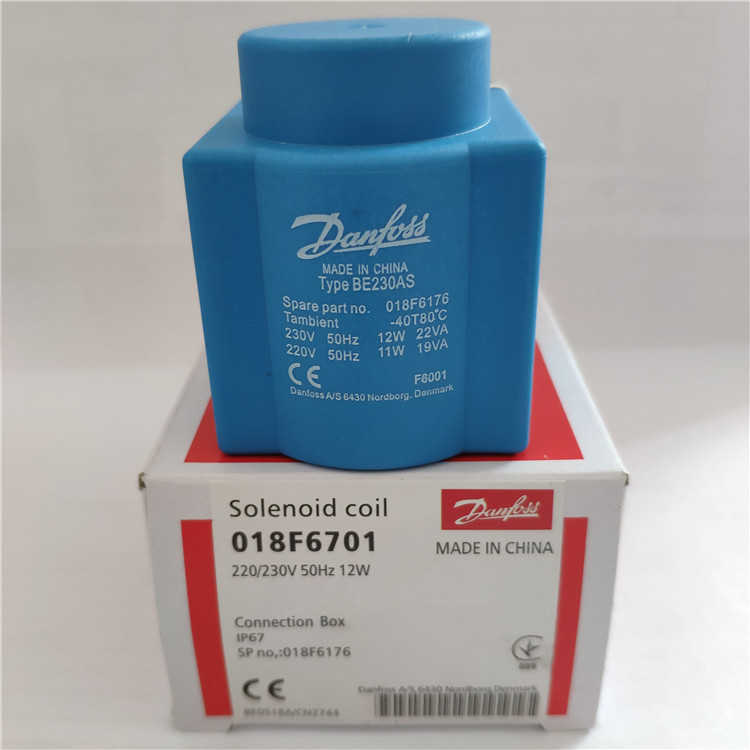 Danfoss
MADE IN CHINA
Type BE230AS
Spare part no. 018F6176
Tambient -40T80°C
230V 50Hz 12W 22VA
220V 50Hz 11W 19VA
CE F6001
Danfoss A/S 6430 Nordborg, Denmark
Solenoid coil
Danfoss
018F6701
MADE IN CHINA
220/230V 50Hz 12W
Connection Box
IP67
SP no,:018F6176
CE
Danfoss A/S,6430 Nordborg,Denmark
BE0518A/CN2744